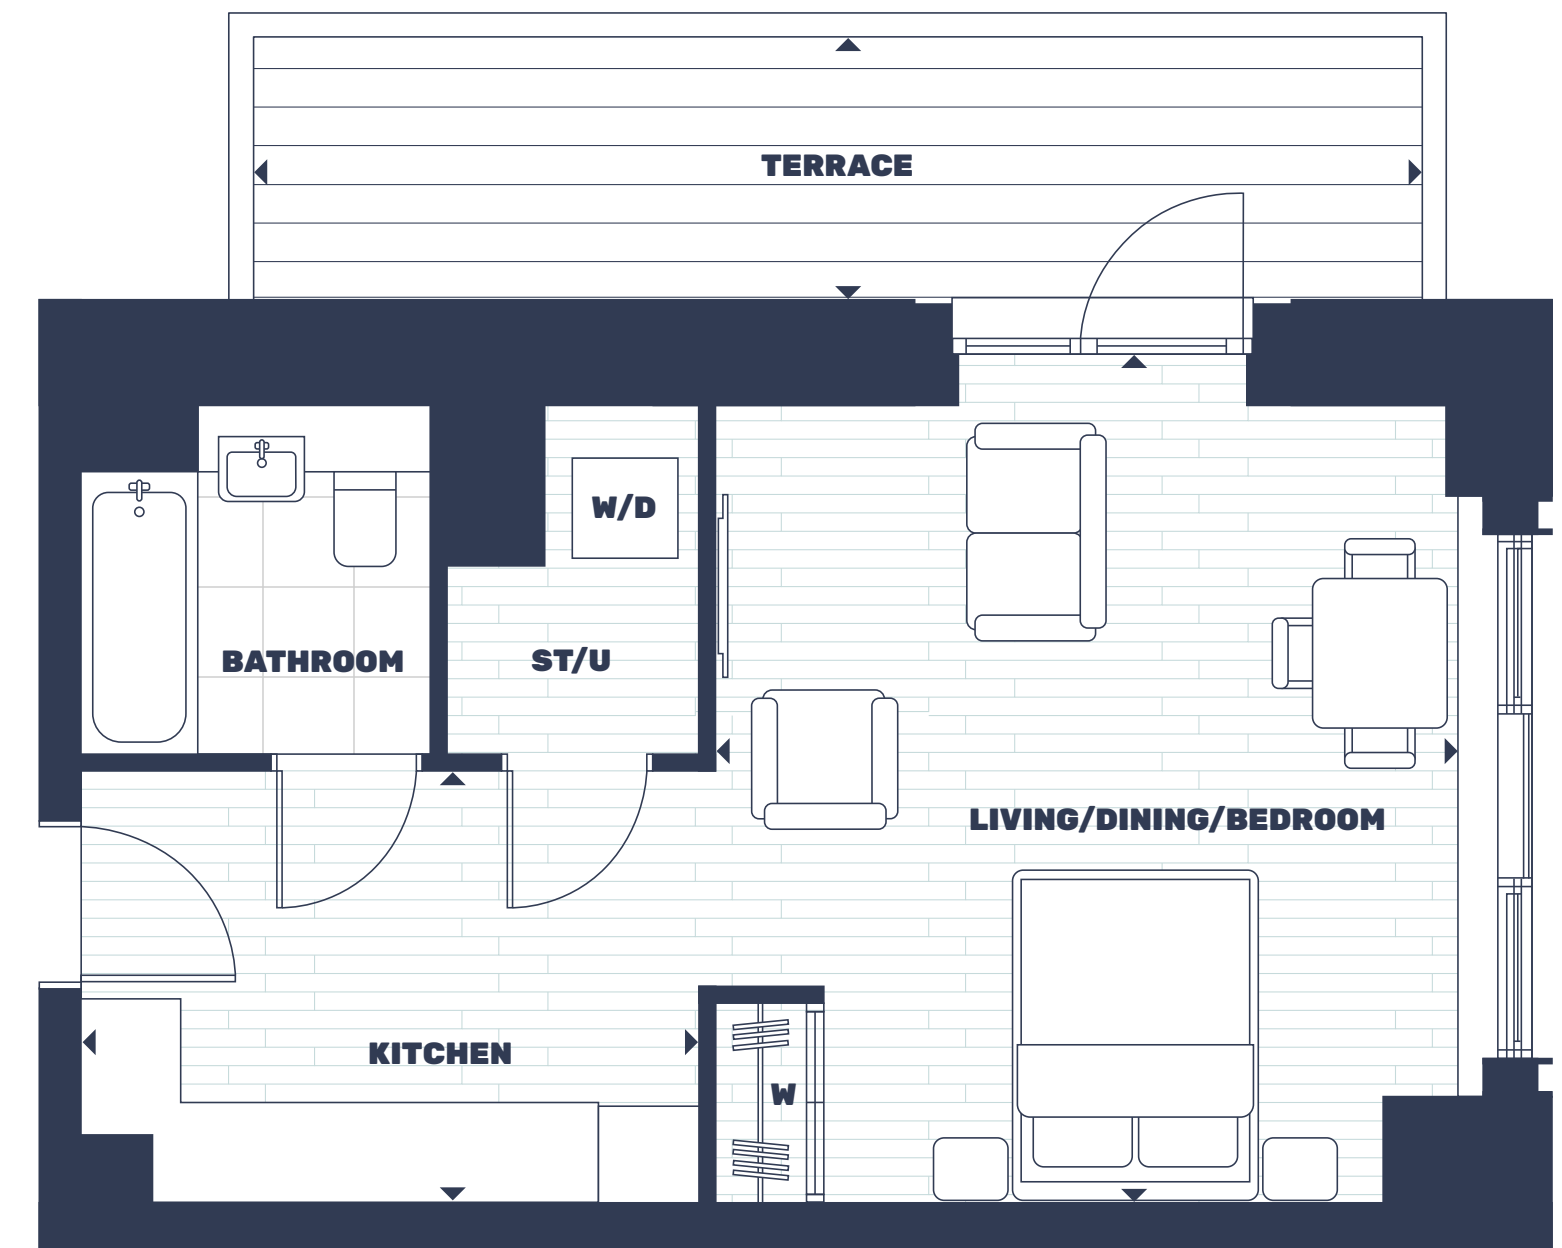 TERRACE
W/D
BATHROOM
ST/U
LIVING/DINING/BEDROOM
KITCHEN
W